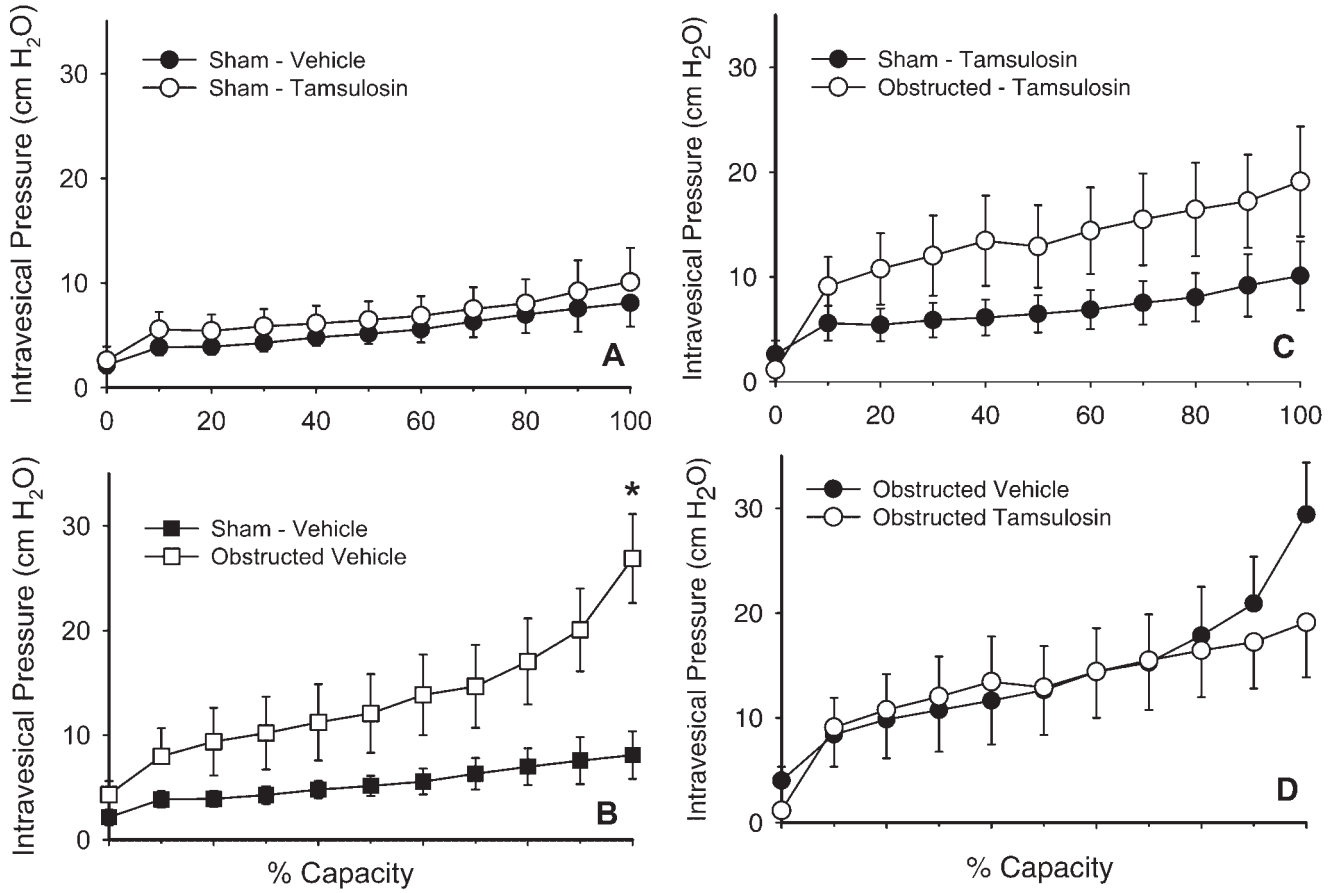 A
Intravesical Pressure (cm H2O)
Sham - Vehicle
Sham - Tamsulosin
30
20
10
0
0 20 40 60 80 100
C
Intravesical Pressure (cm H2O)
Sham - Tamsulosin
Obstructed - Tamsulosin
30
20
10
0
0 20 40 60 80 100
B
Intravesical Pressure (cm H2O)
Sham - Vehicle
Obstructed Vehicle
*
30
20
10
0
% Capacity
D
Intravesical Pressure (cm H2O)
Obstructed Vehicle
Obstructed Tamsulosin
30
20
10
0
% Capacity